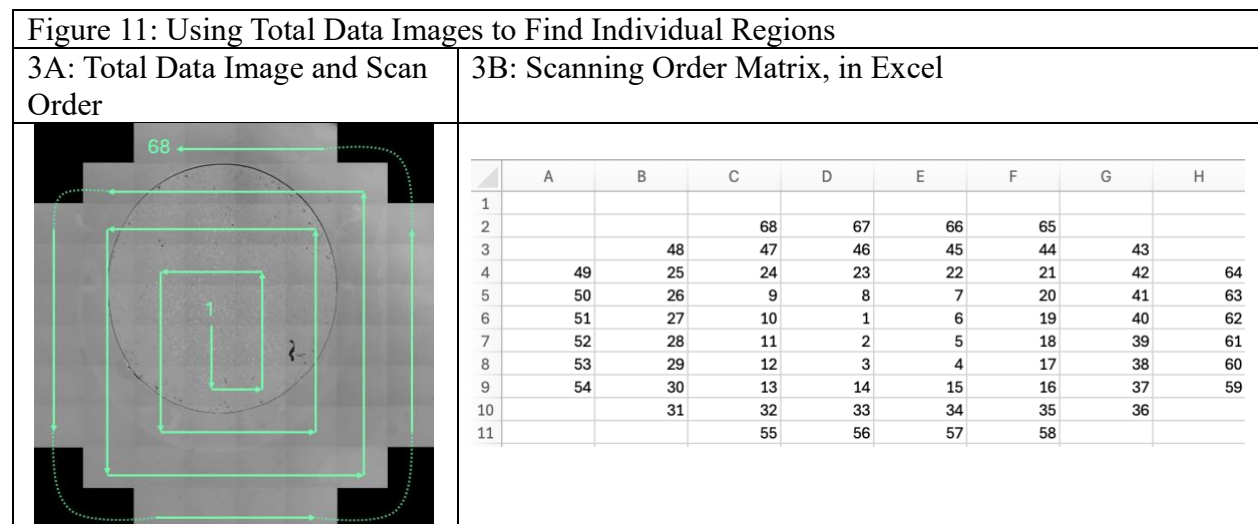 Figure 11: Using Total Data Images to Find Individual Regions
3A: Total Data Image and Scan
Order
3B: Scanning Order Matrix, in Excel
68
1
A B C D E F G H
1
2 68 67 66 65
3 48 47 46 45 44 43
4 49 25 24 23 22 21 42 64
5 50 26 9 8 7 20 41 63
6 51 27 10 1 6 19 40 62
7 52 28 11 2 5 18 39 61
8 53 29 12 3 4 17 38 60
9 54 30 13 14 15 16 37 59
10 31 32 33 34 35 36
11 55 56 57 58